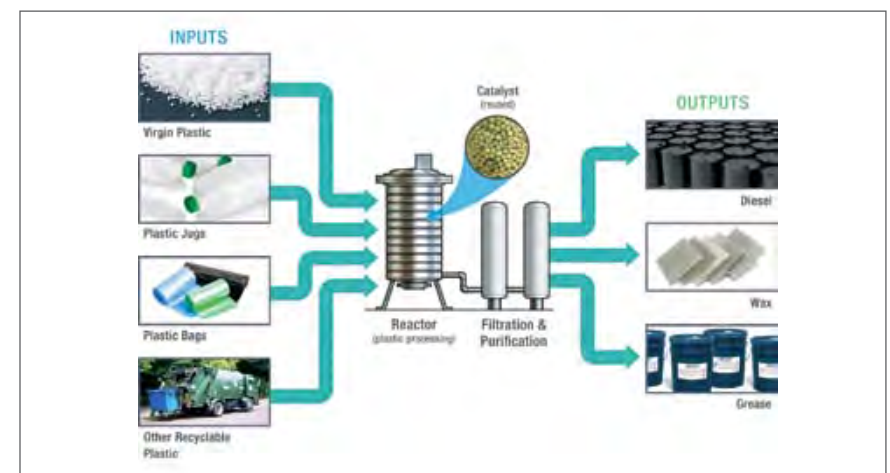 INPUTS
Virgin Plastic
Plastic Jugs
Plastic Bags
Other Recyclable
Plastic
Catalyst
(reused)
Reactor
(plastic processing)
Filtration &
Purification
OUTPUTS
Diesel
Wax
Grease